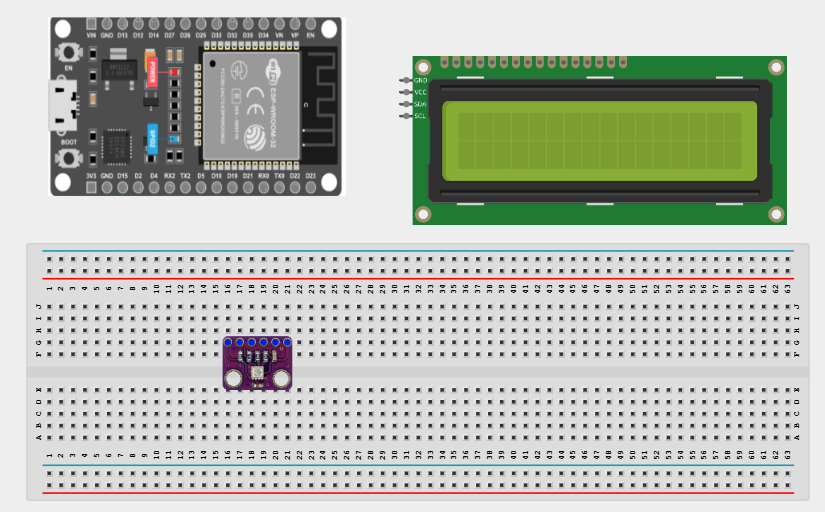 VIN GND D13 D12 D14 D27 D26 D25 D33 D32 D35 D34 VN VP EN
EN
POWER
ESP-WROOM-32
CE
GPIO2
BOOT
3V3 GND D15 D2 D4 RX2 TX2 D5 D18 D19 D21 RX0 TX0 D22 D23
GND
VCC
SDA
SCL
1 2 3 4 5 6 7 8 9 10 11 12 13 14 15 16 17 18 19 20 21 22 23 24 25 26 27 28 29 30 31 32 33 34 35 36 37 38 39 40 41 42 43 44 45 46 47 48 49 50 51 52 53 54 55 56 57 58 59 60 61 62 63
J J
I I
H H
G G
F F
E E
D D
C C
B B
A A
1 2 3 4 5 6 7 8 9 10 11 12 13 14 15 16 17 18 19 20 21 22 23 24 25 26 27 28 29 30 31 32 33 34 35 36 37 38 39 40 41 42 43 44 45 46 47 48 49 50 51 52 53 54 55 56 57 58 59 60 61 62 63